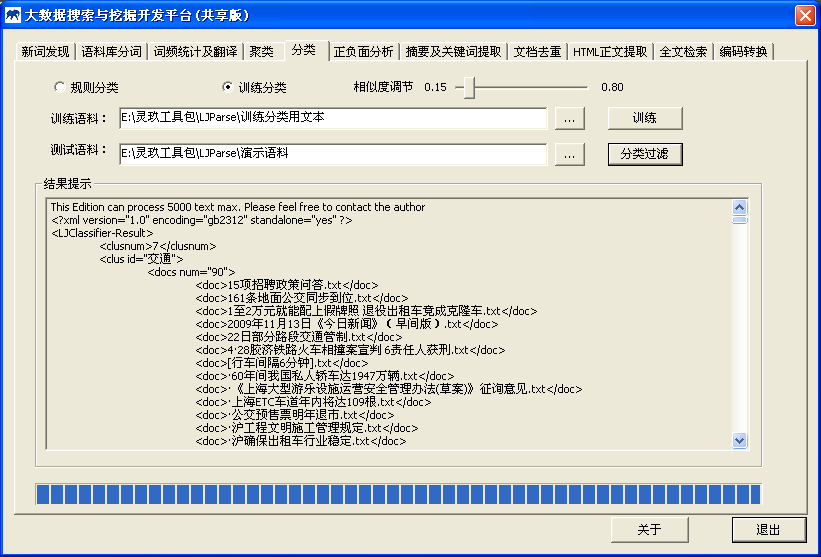 大数据搜索与挖掘开发平台(共享版)
新词发现 语料库分词 词频统计及翻译 聚类 分类 正负面分析 摘要及关键词提取 文档去重 HTML正文提取 全文检索 编码转换
规则分类 训练分类 相似度调节 0.15 0.80
训练语料： E:\灵玖工具包\LJParse\训练分类用文本 ... 训练
测试语料： E:\灵玖工具包\LJParse\演示语料 ... 分类过滤
结果提示
This Edition can process 5000 text max. Please feel free to contact the author
<?xml version="1.0" encoding="gb2312" standalone="yes" ?>
<LJClassifier-Result>
<clusnum>7</clusnum>
<clus id="交通">
<docs num="90">
<doc>15项招聘政策问答.txt</doc>
<doc>161条地面公交同步到位.txt</doc>
<doc>1至2万元就能配上假牌照 退役出租车竟成克隆车.txt</doc>
<doc>2009年11月13日《今日新闻》（早间版）.txt</doc>
<doc>22日部分路段交通管制.txt</doc>
<doc>4·28胶济铁路火车相撞案宣判 6责任人获刑.txt</doc>
<doc>[行车间隔6分钟].txt</doc>
<doc>·60年间我国私人轿车达1947万辆.txt</doc>
<doc>·《上海大型游乐设施运营安全管理办法(草案)》征询意见.txt</doc>
<doc>·上海ETC车道年内将达109根.txt</doc>
<doc>·公交预售票明年退市.txt</doc>
<doc>·沪工程文明施工管理规定.txt</doc>
<doc>·沪确保出租车行业稳定.txt</doc>
关于 退出